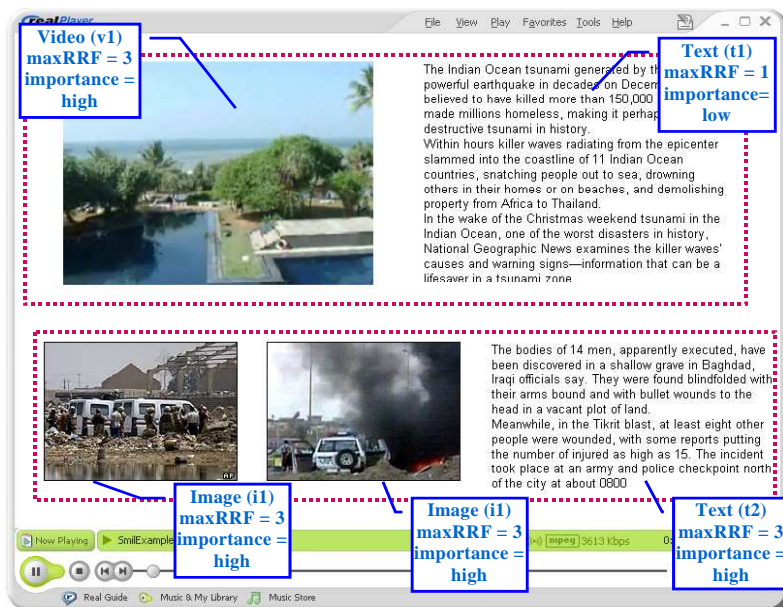 realPlayer
File View Play Favorites Tools Help
Video (v1)
maxRRF = 3
importance =
high
Text (t1)
maxRRF = 1
importance=
low
The Indian Ocean tsunami generated by
powerful earthquake in decades on
believed to have killed more than 150,000
made millions homeless, making it
destructive tsunami in history.
Within hours killer waves radiating from the epicenter
slammed into the coastline of 11 Indian Ocean
countries, snatching people out to sea, drowning
others in their homes or on beaches, and demolishing
property from Africa to Thailand.
In the wake of the Christmas weekend tsunami in the
Indian Ocean, one of the worst disasters in history,
National Geographic News examines the killer waves'
causes and warning signs—information that can be a
lifesaver in a tsunami zone
The bodies of 14 men, apparently executed, have
been discovered in a shallow grave in Baghdad,
Iraqi officials say. They were found blindfolded with
their arms bound and with bullet wounds to the
head in a vacant plot of land.
Meanwhile, in the Tikrit blast, at least eight other
people were wounded, with some reports putting
the number of injured as high as 15. The incident
took place at an army and police checkpoint north
of the city at about 0800
AP
Image (i1)
maxRRF = 3
importance =
high
Image (i1)
maxRRF = 3
importance =
high
Text (t2)
maxRRF = 3
importance =
high
Now Playing SmilExample mpeg 3613 Kbps
Real Guide Music & My Library Music Store